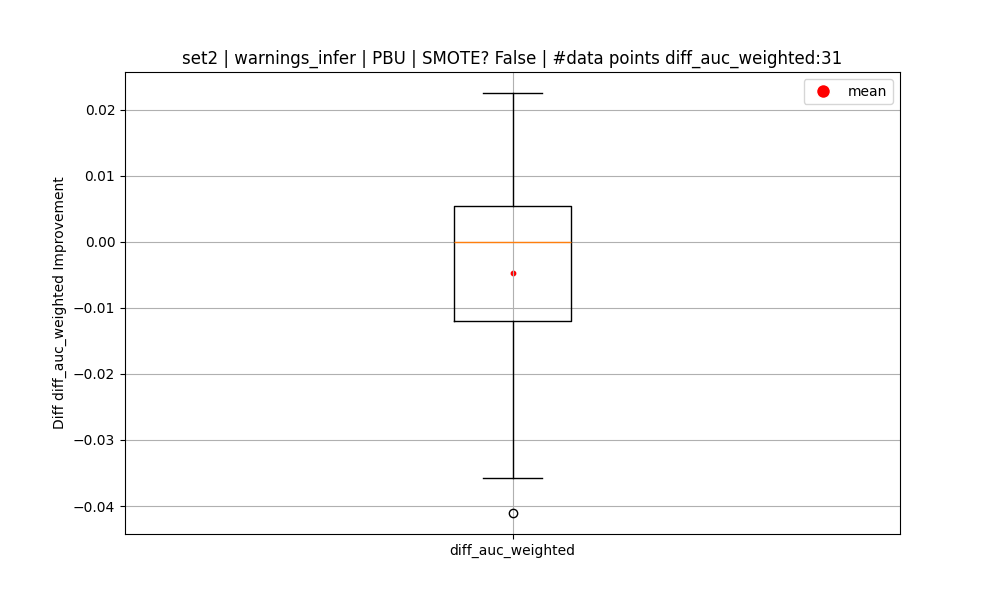 set2 | warnings_infer | PBU | SMOTE? False | #data points diff_auc_weighted:31
mean
0.02
0.01
0.00
−0.01
−0.02
−0.03
−0.04
Diff diff_auc_weighted Improvement
diff_auc_weighted